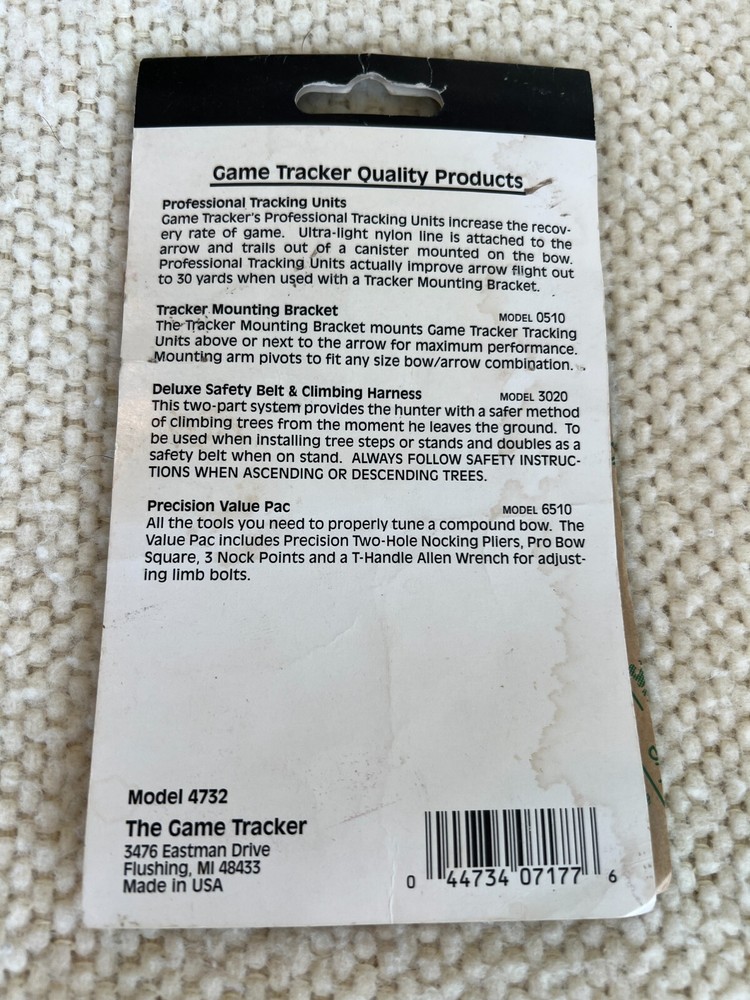 Game Tracker Quality Products
Professional Tracking Units
Game Tracker's Professional Tracking Units increase the recov-
ery rate of game. Ultra-light nylon line is attached to the
arrow and trails out of a canister mounted on the bow.
Professional Tracking Units actually improve arrow flight out
to 30 yards when used with a Tracker Mounting Bracket.
Tracker Mounting Bracket MODEL 0510
The Tracker Mounting Bracket mounts Game Tracker Tracking
Units above or next to the arrow for maximum performance.
Mounting arm pivots to fit any size bow/arrow combination.
Deluxe Safety Belt & Climbing Harness MODEL 3020
This two-part system provides the hunter with a safer method
of climbing trees from the moment he leaves the ground. To
be used when installing tree steps or stands and doubles as a
safety belt when on stand. ALWAYS FOLLOW SAFETY INSTRUC-
TIONS WHEN ASCENDING OR DESCENDING TREES.
Precision Value Pac MODEL 6510
All the tools you need to properly tune a compound bow. The
Value Pac includes Precision Two-Hole Nocking Pliers, Pro Bow
Square, 3 Nock Points and a T-Handle Allen Wrench for adjust-
ing limb bolts.
Model 4732
The Game Tracker
3476 Eastman Drive
Flushing, MI 48433
Made in USA
0 44734 07177 6